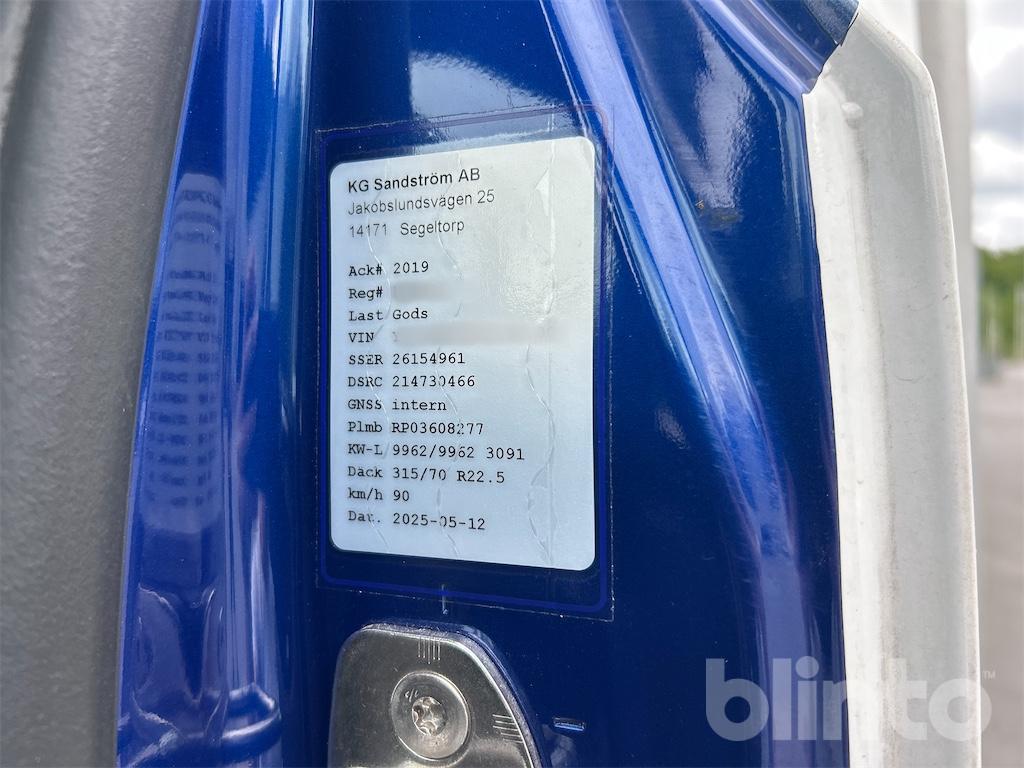 KG Sandström AB
Jakobslundsvägen 25
14171 Segeltorp
Ack# 2019
Reg#
Last Gods
VIN
SSER 26154961
DSRC 214730466
GNSS intern
Plmb RP03608277
KW-L 9962/9962 3091
Däck 315/70 R22.5
km/h 90
Dat. 2025-05-12
blinto™